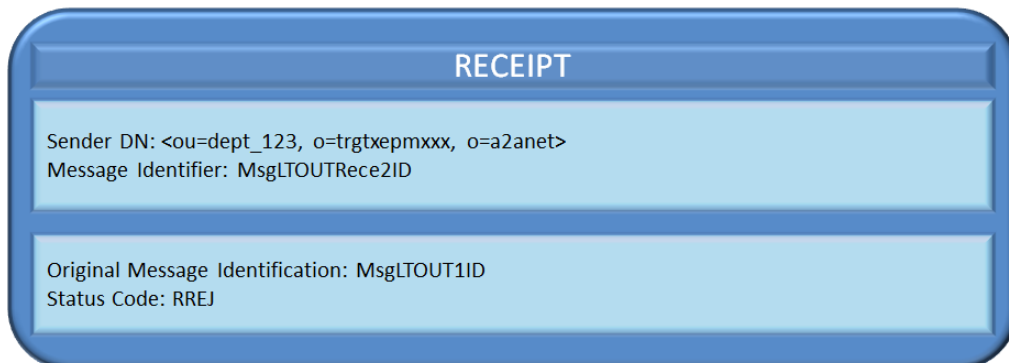 RECEIPT
Sender DN: <ou=dept_123, o=trgtxepmxxx, o=a2anet>
Message Identifier: MsgLTOUTRece2ID
Original Message Identification: MsgLTOUT1ID
Status Code: RREJ